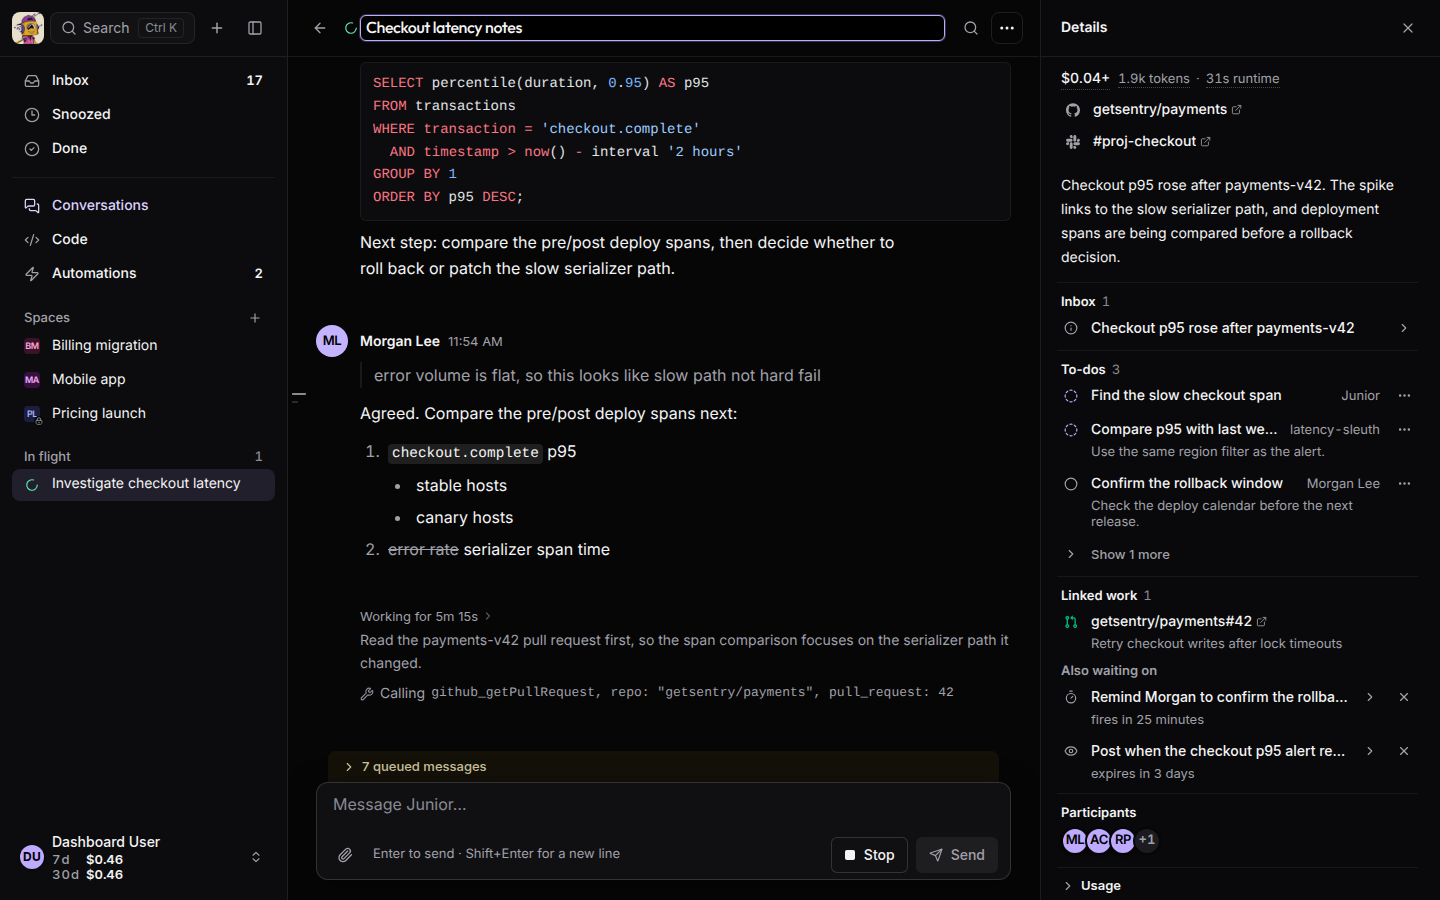 Search Ctrl K
Inbox 17
Snoozed
Done
Conversations
Code
Automations 2
Spaces
BM Billing migration
MA Mobile app
PL Pricing launch
In flight 1
Investigate checkout latency
DU Dashboard User
7d $0.46
30d $0.46
Checkout latency notes
SELECT percentile(duration, 0.95) AS p95
FROM transactions
WHERE transaction = 'checkout.complete'
AND timestamp > now() - interval '2 hours'
GROUP BY 1
ORDER BY p95 DESC;
Next step: compare the pre/post deploy spans, then decide whether to
roll back or patch the slow serializer path.
ML Morgan Lee 11:54 AM
error volume is flat, so this looks like slow path not hard fail
Agreed. Compare the pre/post deploy spans next:
1. checkout.complete p95
• stable hosts
• canary hosts
2. error rate serializer span time
Working for 5m 15s
Read the payments-v42 pull request first, so the span comparison focuses on the serializer path it
changed.
Calling github_getPullRequest, repo: "getsentry/payments", pull_request: 42
7 queued messages
Message Junior...
Enter to send · Shift+Enter for a new line
Stop
Send
Details
$0.04+ 1.9k tokens · 31s runtime
getsentry/payments
#proj-checkout
Checkout p95 rose after payments-v42. The spike
links to the slow serializer path, and deployment
spans are being compared before a rollback
decision.
Inbox 1
Checkout p95 rose after payments-v42
To-dos 3
Find the slow checkout span Junior
Compare p95 with last we... latency-sleuth
Use the same region filter as the alert.
Confirm the rollback window Morgan Lee
Check the deploy calendar before the next
release.
Show 1 more
Linked work 1
getsentry/payments#42
Retry checkout writes after lock timeouts
Also waiting on
Remind Morgan to confirm the rollba...
fires in 25 minutes
Post when the checkout p95 alert re...
expires in 3 days
Participants
ML AC RP +1
Usage